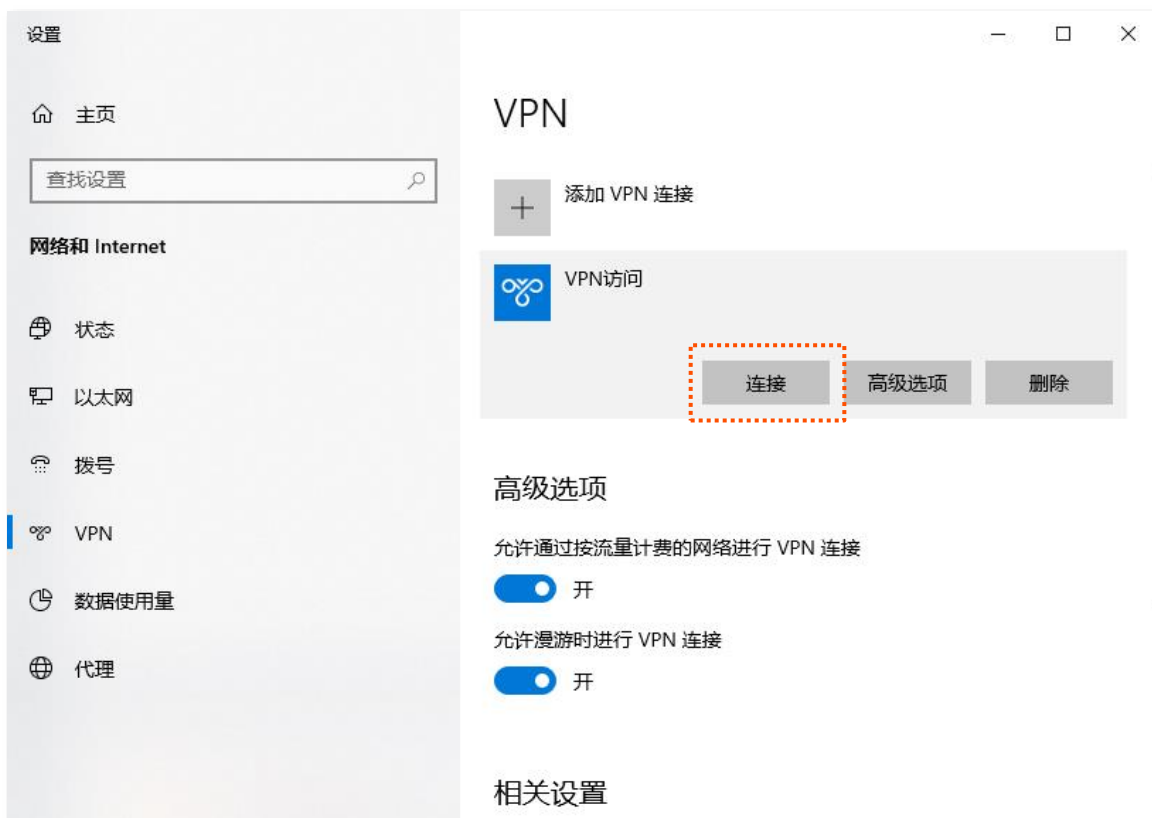 设置
主页
查找设置
网络和 Internet
状态
以太网
拨号
VPN
数据使用量
代理
VPN
添加 VPN 连接
VPN访问
连接
高级选项
删除
高级选项
允许通过按流量计费的网络进行 VPN 连接
开
允许漫游时进行 VPN 连接
开
相关设置